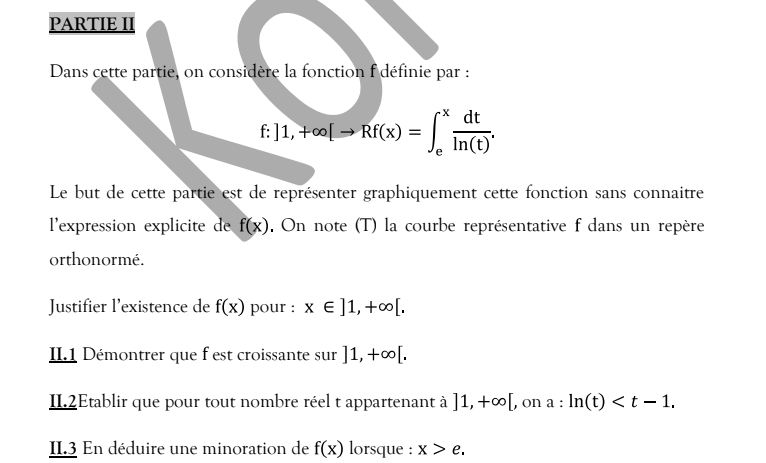 PARTIE II
Dans cette partie, on considère la fonction f définie par :
f: ]1, +∞[ → Rf(x) = ∫ₑˣ dt/ln(t).
Le but de cette partie est de représenter graphiquement cette fonction sans connaitre
l'expression explicite de f(x). On note (T) la courbe représentative f dans un repère
orthonormé.
Justifier l'existence de f(x) pour : x ∈ ]1, +∞[.
II.1 Démontrer que f est croissante sur ]1, +∞[.
II.2Etablir que pour tout nombre réel t appartenant à ]1, +∞[, on a : ln(t) < t − 1.
II.3 En déduire une minoration de f(x) lorsque : x > e.